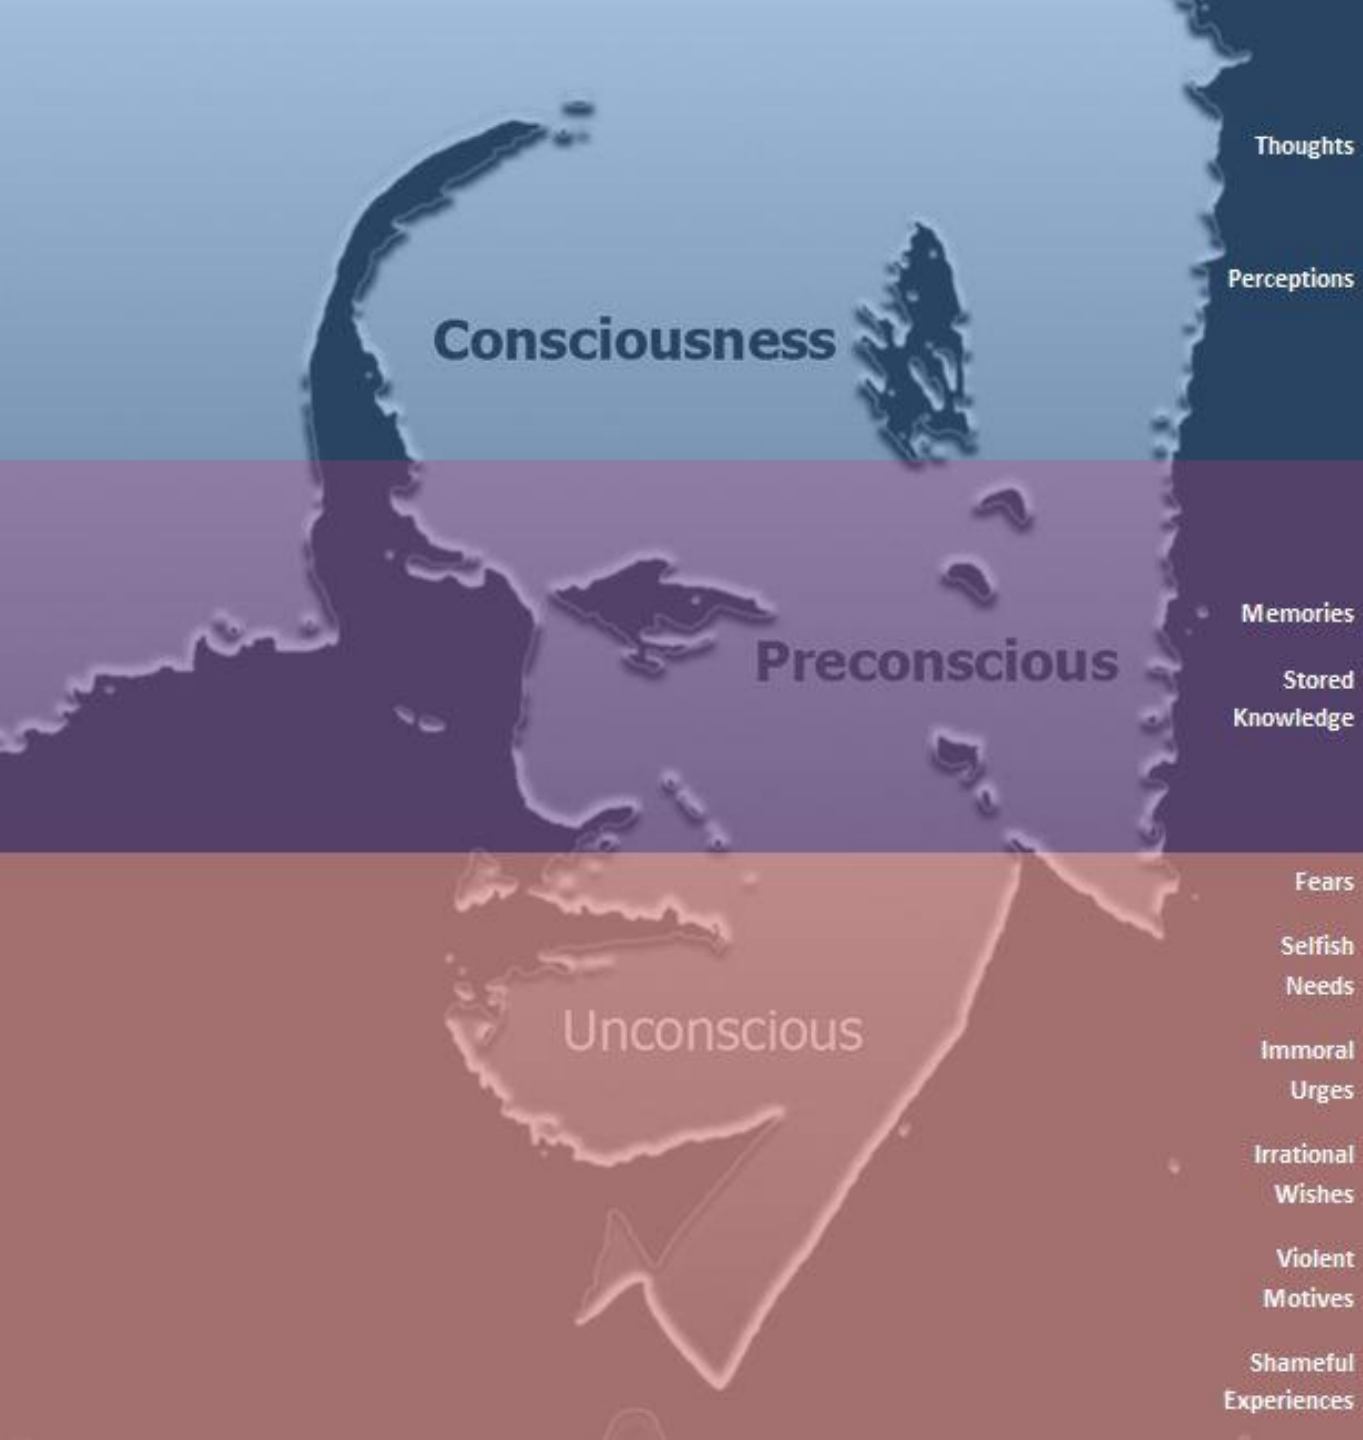 Thoughts
Perceptions
Consciousness
Memories
Preconscious
Stored
Knowledge
Fears
Selfish
Needs
Unconscious
Immoral
Urges
Irrational
Wishes
Violent
Motives
Shameful
Experiences